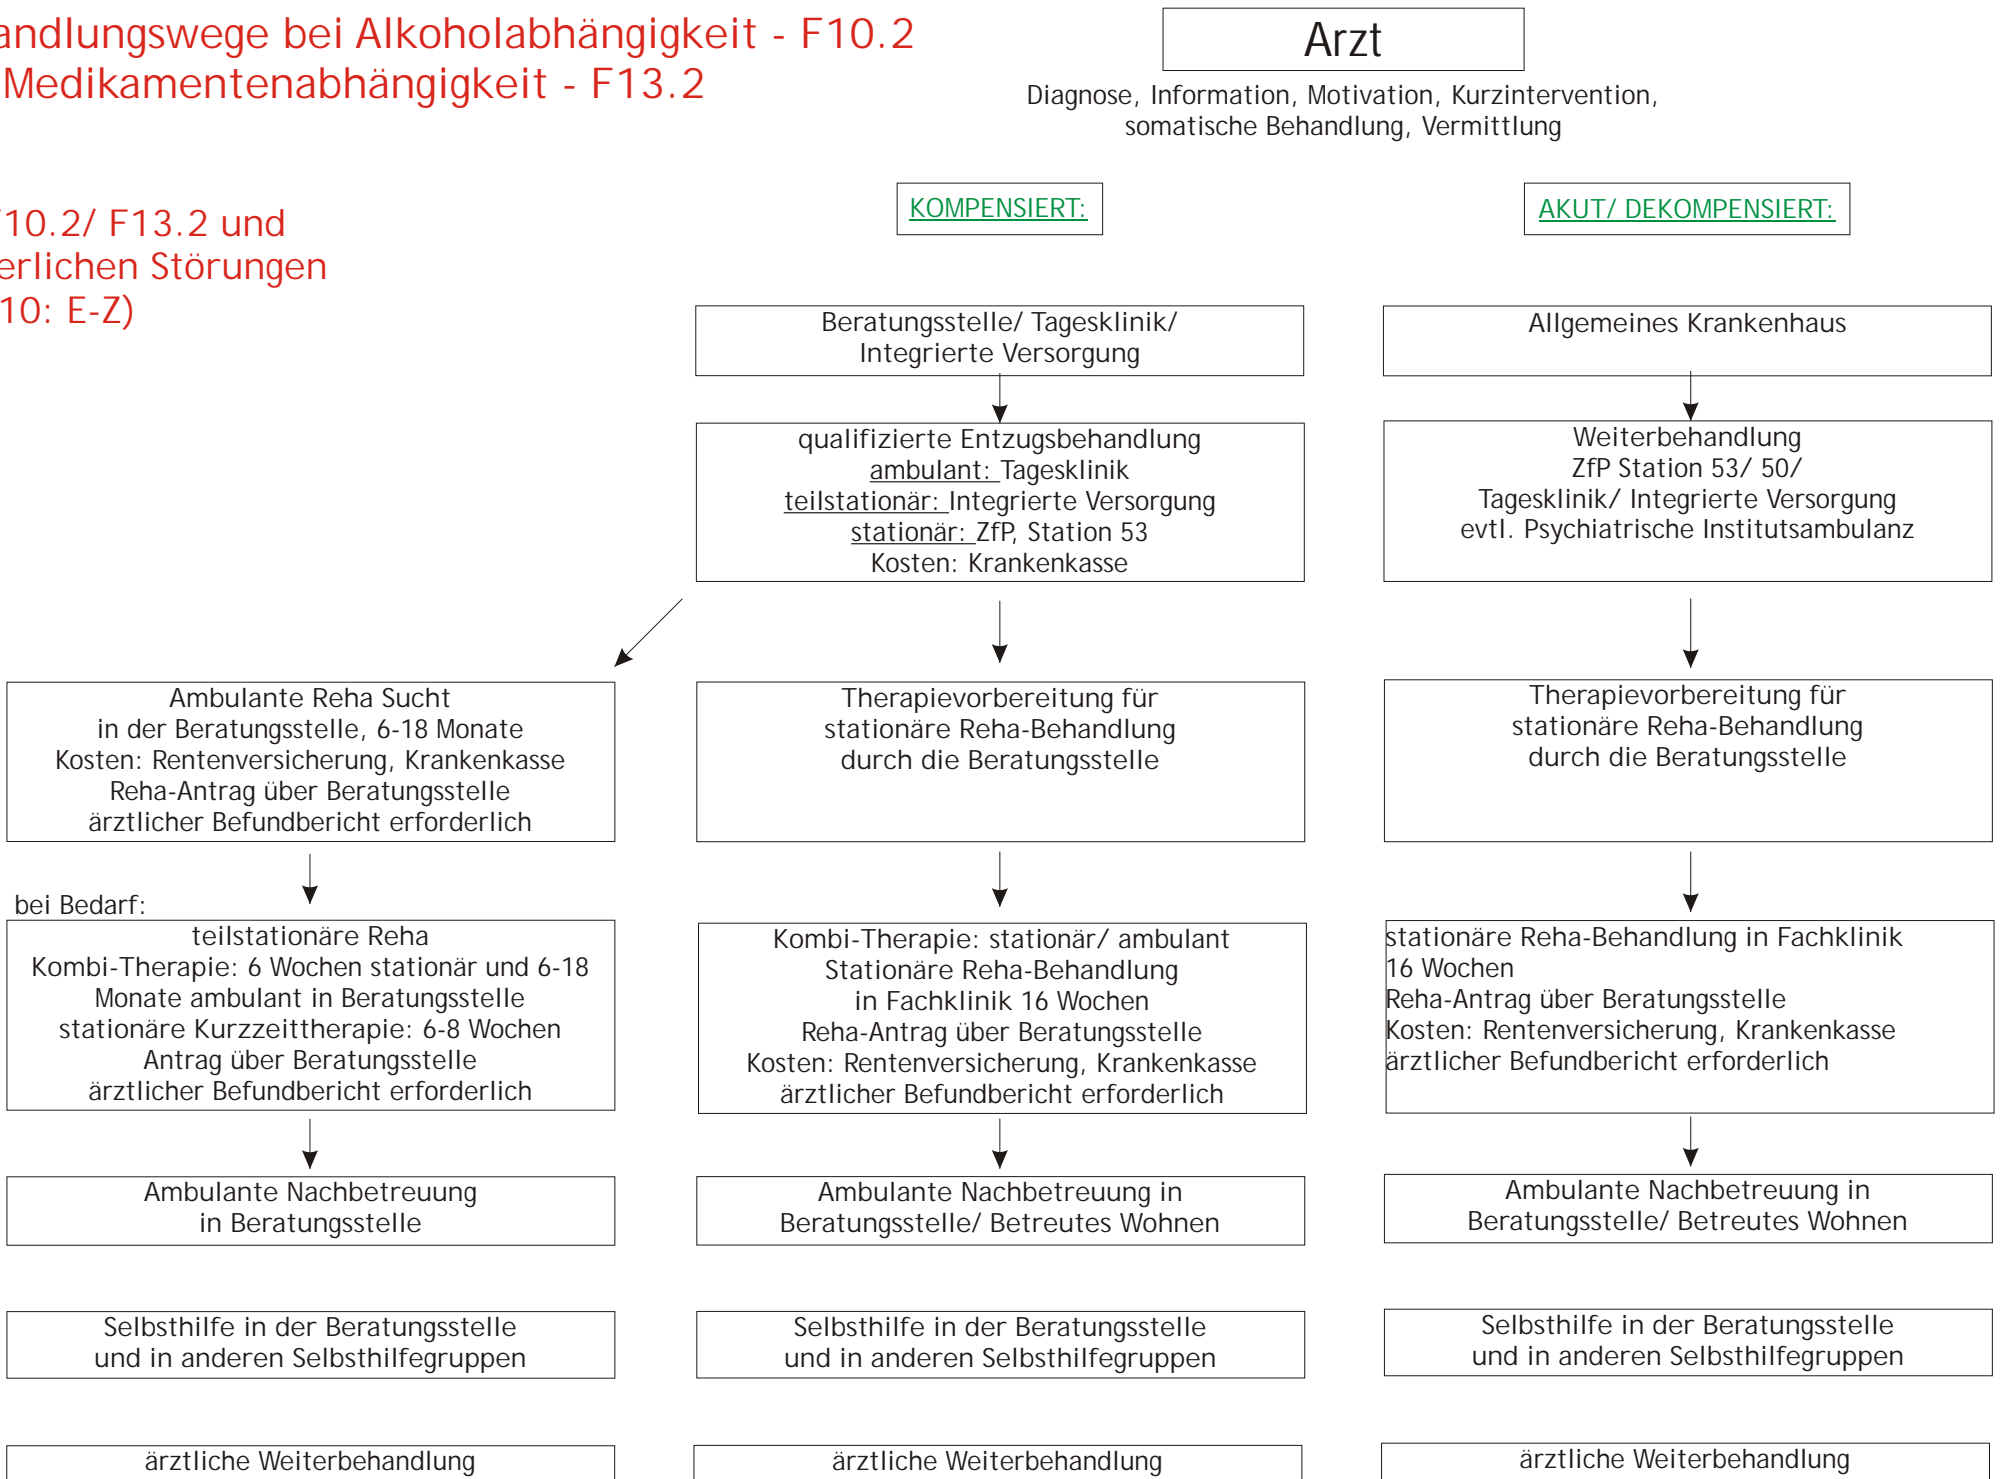 andlungswege bei Alkoholabhängigkeit - F10.2
Medikamentenabhängigkeit - F13.2
Arzt
Diagnose, Information, Motivation, Kurzintervention,
somatische Behandlung, Vermittlung
10.2/ F13.2 und
erlichen Störungen
10: E-Z)
KOMPENSIERT:
AKUT/ DEKOMPENSIERT:
Beratungsstelle/ Tagesklinik/
Integrierte Versorgung
Allgemeines Krankenhaus
qualifizierte Entzugsbehandlung
ambulant: Tagesklinik
teilstationär: Integrierte Versorgung
stationär: ZfP, Station 53
Kosten: Krankenkasse
Weiterbehandlung
ZfP Station 53/ 50/
Tagesklinik/ Integrierte Versorgung
evtl. Psychiatrische Institutsambulanz
Ambulante Reha Sucht
in der Beratungsstelle, 6-18 Monate
Kosten: Rentenversicherung, Krankenkasse
Reha-Antrag über Beratungsstelle
ärztlicher Befundbericht erforderlich
Therapievorbereitung für
stationäre Reha-Behandlung
durch die Beratungsstelle
Therapievorbereitung für
stationäre Reha-Behandlung
durch die Beratungsstelle
bei Bedarf:
teilstationäre Reha
Kombi-Therapie: 6 Wochen stationär und 6-18
Monate ambulant in Beratungsstelle
stationäre Kurzzeittherapie: 6-8 Wochen
Antrag über Beratungsstelle
ärztlicher Befundbericht erforderlich
Kombi-Therapie: stationär/ ambulant
Stationäre Reha-Behandlung
in Fachklinik 16 Wochen
Reha-Antrag über Beratungsstelle
Kosten: Rentenversicherung, Krankenkasse
ärztlicher Befundbericht erforderlich
stationäre Reha-Behandlung in Fachklinik
16 Wochen
Reha-Antrag über Beratungsstelle
Kosten: Rentenversicherung, Krankenkasse
ärztlicher Befundbericht erforderlich
Ambulante Nachbetreuung
in Beratungsstelle
Ambulante Nachbetreuung in
Beratungsstelle/ Betreutes Wohnen
Ambulante Nachbetreuung in
Beratungsstelle/ Betreutes Wohnen
Selbsthilfe in der Beratungsstelle
und in anderen Selbsthilfegruppen
Selbsthilfe in der Beratungsstelle
und in anderen Selbsthilfegruppen
Selbsthilfe in der Beratungsstelle
und in anderen Selbsthilfegruppen
ärztliche Weiterbehandlung
ärztliche Weiterbehandlung
ärztliche Weiterbehandlung